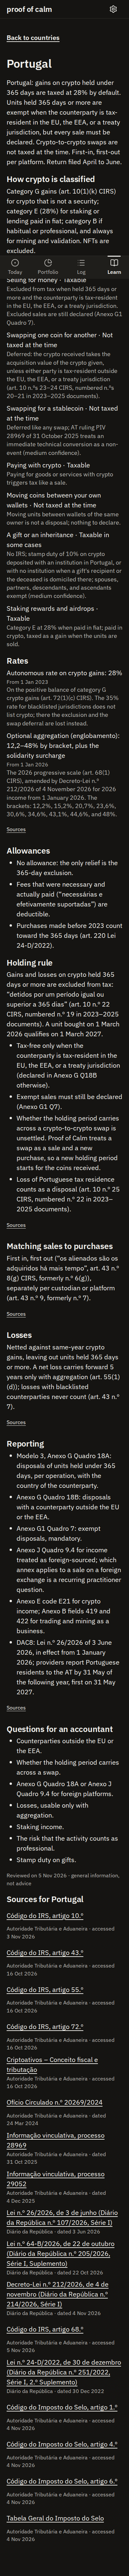 proof of calm
Back to countries
Portugal
Portugal: gains on crypto held under
365 days are taxed at 28% by default.
Units held 365 days or more are
exempt when the counterparty is tax-
resident in the EU, the EEA, or a treaty
jurisdiction, but every sale must be
declared. Crypto-to-crypto swaps are
not taxed at the time. First-in, first-out
per platform. Return filed April to June.
How crypto is classified
Category G gains (art. 10(1)(k) CIRS)
for crypto that is not a security;
category E (28%) for staking or
lending paid in fiat; category B if
habitual or professional, and always
for mining and validation. NFTs are
excluded.
Today
Portfolio
Log
Learn
Selling for money · Taxable
Excluded from tax when held 365 days or
more and the counterparty is tax-resident
in the EU, the EEA, or a treaty jurisdiction.
Excluded sales are still declared (Anexo G1
Quadro 7).
Swapping one coin for another · Not
taxed at the time
Deferred: the crypto received takes the
acquisition value of the crypto given,
unless either party is tax-resident outside
the EU, the EEA, or a treaty jurisdiction
(art. 10 n.ºs 23–24 CIRS, numbered n.ºs
20–21 in 2023–2025 documents).
Swapping for a stablecoin · Not taxed
at the time
Deferred like any swap; AT ruling PIV
28969 of 31 October 2025 treats an
immediate technical conversion as a non-
event (medium confidence).
Paying with crypto · Taxable
Paying for goods or services with crypto
triggers tax like a sale.
Moving coins between your own
wallets · Not taxed at the time
Moving units between wallets of the same
owner is not a disposal; nothing to declare.
A gift or an inheritance · Taxable in
some cases
No IRS; stamp duty of 10% on crypto
deposited with an institution in Portugal, or
without an institution when a gift's recipient or
the deceased is domiciled there; spouses,
partners, descendants, and ascendants
exempt (medium confidence).
Staking rewards and airdrops ·
Taxable
Category E at 28% when paid in fiat; paid in
crypto, taxed as a gain when the units are
sold.
Rates
Autonomous rate on crypto gains: 28%
From 1 Jan 2023
On the positive balance of category G
crypto gains (art. 72(1)(c) CIRS). The 35%
rate for blacklisted jurisdictions does not
cover crypto; there the exclusion and the
swap deferral are lost instead.
Optional aggregation (englobamento):
12,2–48% by bracket, plus the
solidarity surcharge
From 1 Jan 2026
The 2026 progressive scale (art. 68(1)
CIRS), amended by Decreto-Lei n.º
212/2026 of 4 November 2026 for 2026
income from 1 January 2026. The
brackets: 12,2%, 15,2%, 20,7%, 23,6%,
30,6%, 34,6%, 43,1%, 44,6%, and 48%.
Sources
Allowances
• No allowance: the only relief is the
365-day exclusion.
• Fees that were necessary and
actually paid ("necessárias e
efetivamente suportadas") are
deductible.
• Purchases made before 2023 count
toward the 365 days (art. 220 Lei
24-D/2022).
Holding rule
Gains and losses on crypto held 365
days or more are excluded from tax:
"detidos por um período igual ou
superior a 365 dias" (art. 10 n.º 22
CIRS, numbered n.º 19 in 2023–2025
documents). A unit bought on 1 March
2026 qualifies on 1 March 2027.
• Tax-free only when the
counterparty is tax-resident in the
EU, the EEA, or a treaty jurisdiction
(declared in Anexo G Q18B
otherwise).
• Exempt sales must still be declared
(Anexo G1 Q7).
• Whether the holding period carries
across a crypto-to-crypto swap is
unsettled. Proof of Calm treats a
swap as a sale and a new
purchase, so a new holding period
starts for the coins received.
• Loss of Portuguese tax residence
counts as a disposal (art. 10 n.º 25
CIRS, numbered n.º 22 in 2023–
2025 documents).
Sources
Matching sales to purchases
First in, first out ("os alienados são os
adquiridos há mais tempo", art. 43 n.º
8(g) CIRS, formerly n.º 6(g)),
separately per custodian or platform
(art. 43 n.º 9, formerly n.º 7).
Sources
Losses
Netted against same-year crypto
gains, leaving out units held 365 days
or more. A net loss carries forward 5
years only with aggregation (art. 55(1)
(d)); losses with blacklisted
counterparties never count (art. 43 n.º
7).
Sources
Reporting
• Modelo 3, Anexo G Quadro 18A:
disposals of units held under 365
days, per operation, with the
country of the counterparty.
• Anexo G Quadro 18B: disposals
with a counterparty outside the EU
or the EEA.
• Anexo G1 Quadro 7: exempt
disposals, mandatory.
• Anexo J Quadro 9.4 for income
treated as foreign-sourced; which
annex applies to a sale on a foreign
exchange is a recurring practitioner
question.
• Anexo E code E21 for crypto
income; Anexo B fields 419 and
422 for trading and mining as a
business.
• DAC8: Lei n.º 26/2026 of 3 June
2026, in effect from 1 January
2026; providers report Portuguese
residents to the AT by 31 May of
the following year, first on 31 May
2027.
Sources
Questions for an accountant
• Counterparties outside the EU or
the EEA.
• Whether the holding period carries
across a swap.
• Anexo G Quadro 18A or Anexo J
Quadro 9.4 for foreign platforms.
• Losses, usable only with
aggregation.
• Staking income.
• The risk that the activity counts as
professional.
• Stamp duty on gifts.
Reviewed on 5 Nov 2026 · general information,
not advice
Sources for Portugal
Código do IRS, artigo 10.º
Autoridade Tributária e Aduaneira · accessed
3 Nov 2026
Código do IRS, artigo 43.º
Autoridade Tributária e Aduaneira · accessed
16 Oct 2026
Código do IRS, artigo 55.º
Autoridade Tributária e Aduaneira · accessed
16 Oct 2026
Código do IRS, artigo 72.º
Autoridade Tributária e Aduaneira · accessed
16 Oct 2026
Criptoativos – Conceito fiscal e
tributação
Autoridade Tributária e Aduaneira · accessed
16 Oct 2026
Ofício Circulado n.º 20269/2024
Autoridade Tributária e Aduaneira · dated
24 Mar 2024
Informação vinculativa, processo
28969
Autoridade Tributária e Aduaneira · dated
31 Oct 2025
Informação vinculativa, processo
29052
Autoridade Tributária e Aduaneira · dated
4 Dec 2025
Lei n.º 26/2026, de 3 de junho (Diário
da República n.º 107/2026, Série I)
Diário da República · dated 3 Jun 2026
Lei n.º 64-B/2026, de 22 de outubro
(Diário da República n.º 205/2026,
Série I, Suplemento)
Diário da República · dated 22 Oct 2026
Decreto-Lei n.º 212/2026, de 4 de
novembro (Diário da República n.º
214/2026, Série I)
Diário da República · dated 4 Nov 2026
Código do IRS, artigo 68.º
Autoridade Tributária e Aduaneira · accessed
5 Nov 2026
Lei n.º 24-D/2022, de 30 de dezembro
(Diário da República n.º 251/2022,
Série I, 2.º Suplemento)
Diário da República · dated 30 Dec 2022
Código do Imposto do Selo, artigo 1.º
Autoridade Tributária e Aduaneira · accessed
4 Nov 2026
Código do Imposto do Selo, artigo 4.º
Autoridade Tributária e Aduaneira · accessed
4 Nov 2026
Código do Imposto do Selo, artigo 6.º
Autoridade Tributária e Aduaneira · accessed
4 Nov 2026
Tabela Geral do Imposto do Selo
Autoridade Tributária e Aduaneira · accessed
4 Nov 2026